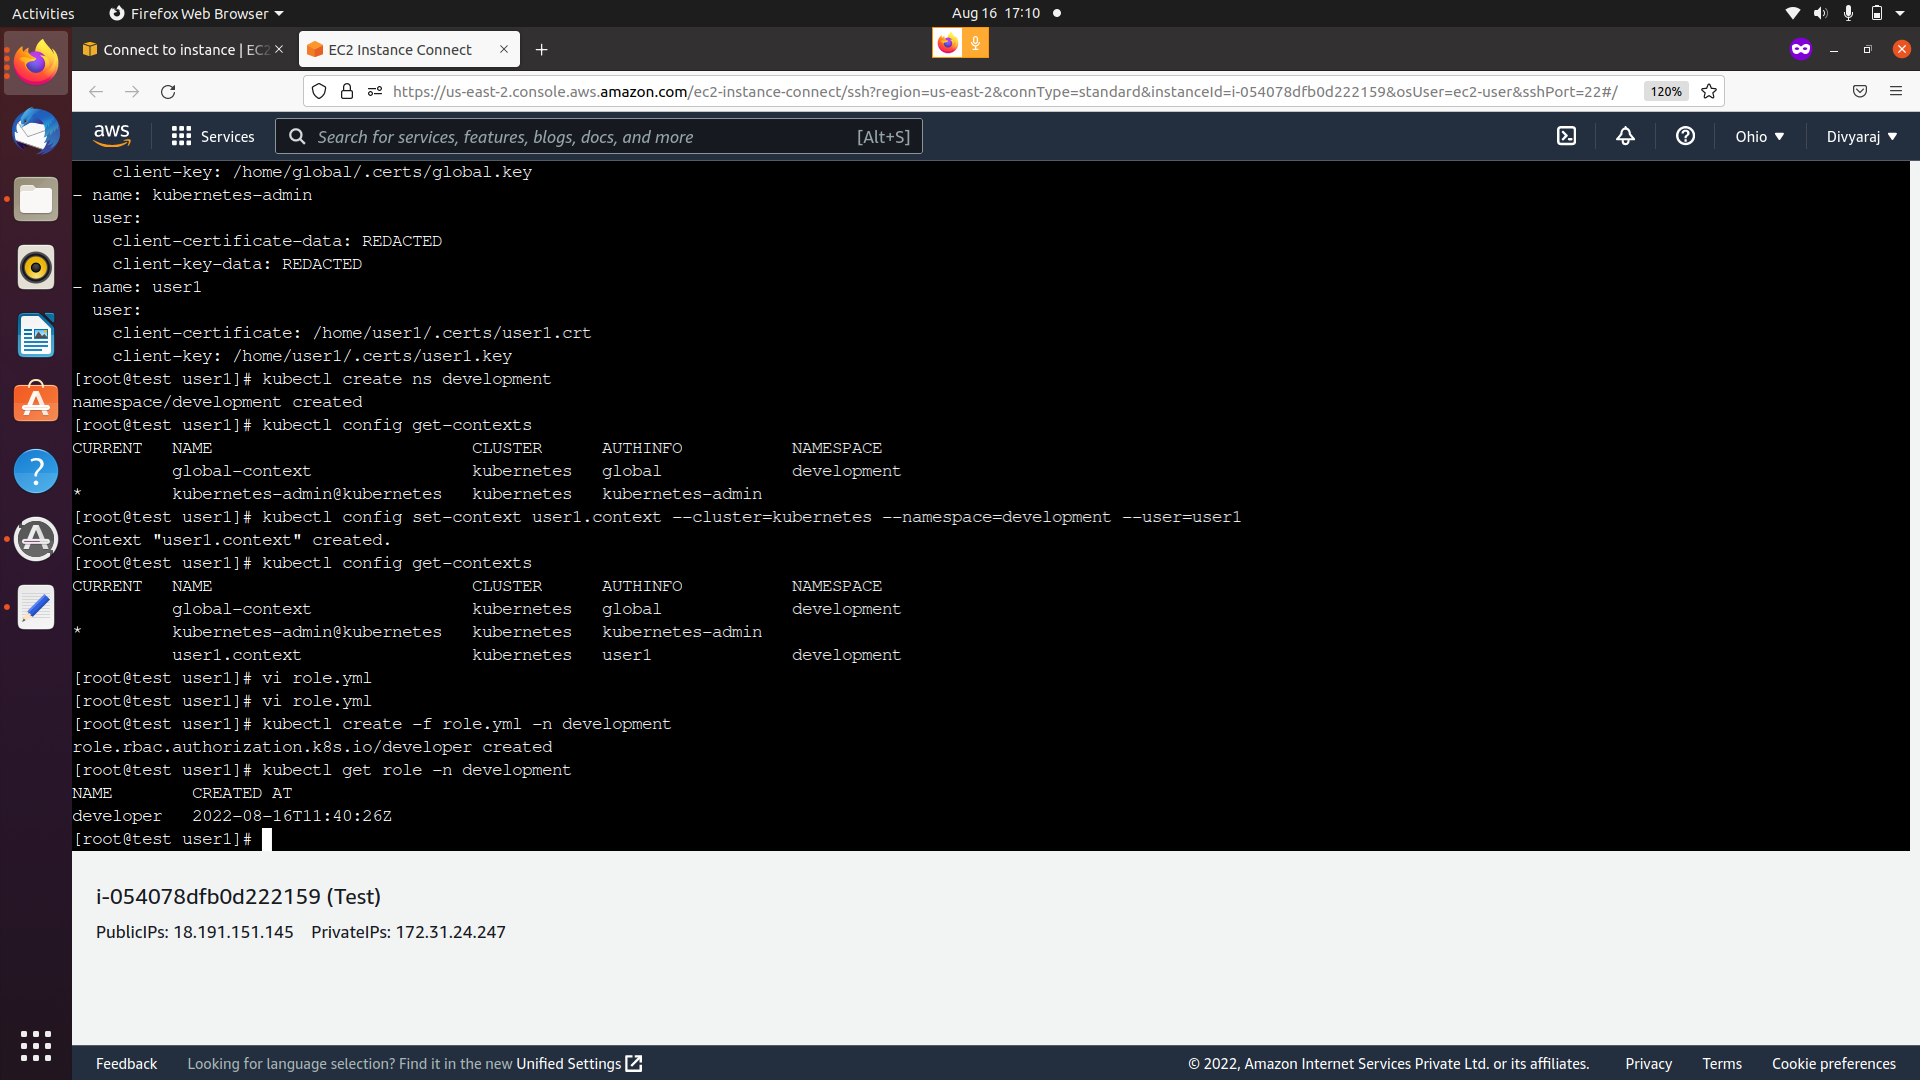 Activities
Firefox Web Browser
Aug 16 17:10
Connect to instance | EC2
EC2 Instance Connect
https://us-east-2.console.aws.amazon.com/ec2-instance-connect/ssh?region=us-east-2&connType=standard&instanceId=i-054078dfb0d222159&osUser=ec2-user&sshPort=22#/
120%
aws
Services
Search for services, features, blogs, docs, and more
[Alt+S]
Ohio
Divyaraj
client-key: /home/global/.certs/global.key
- name: kubernetes-admin
user:
client-certificate-data: REDACTED
client-key-data: REDACTED
- name: user1
user:
client-certificate: /home/user1/.certs/user1.crt
client-key: /home/user1/.certs/user1.key
[root@test user1]# kubectl create ns development
namespace/development created
[root@test user1]# kubectl config get-contexts
CURRENT NAME CLUSTER AUTHINFO NAMESPACE
global-context kubernetes global development
* kubernetes-admin@kubernetes kubernetes kubernetes-admin
[root@test user1]# kubectl config set-context user1.context --cluster=kubernetes --namespace=development --user=user1
Context "user1.context" created.
[root@test user1]# kubectl config get-contexts
CURRENT NAME CLUSTER AUTHINFO NAMESPACE
global-context kubernetes global development
* kubernetes-admin@kubernetes kubernetes kubernetes-admin
user1.context kubernetes user1 development
[root@test user1]# vi role.yml
[root@test user1]# vi role.yml
[root@test user1]# kubectl create -f role.yml -n development
role.rbac.authorization.k8s.io/developer created
[root@test user1]# kubectl get role -n development
NAME CREATED AT
developer 2022-08-16T11:40:26Z
[root@test user1]#
i-054078dfb0d222159 (Test)
PublicIPs: 18.191.151.145 PrivateIPs: 172.31.24.247
Feedback
Looking for language selection? Find it in the new Unified Settings
© 2022, Amazon Internet Services Private Ltd. or its affiliates.
Privacy
Terms
Cookie preferences